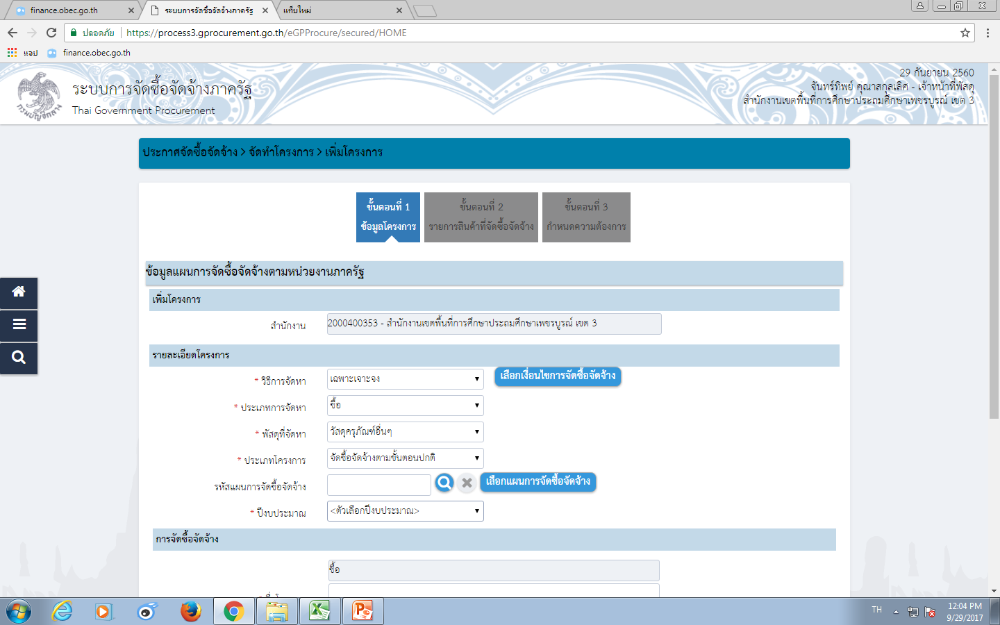 finance.obec.go.th
ระบบการจัดซื้อจัดจ้างภาครัฐ
แท็บใหม่
ปลอดภัย
https://process3.gprocurement.go.th/eGPProcure/secured/HOME
แอป
finance.obec.go.th
กรมบัญชีกลาง
ระบบการจัดซื้อจัดจ้างภาครัฐ
Thai Government Procurement
29 กันยายน 2560
จันทร์ทิพย์ คุณาสกุลเลิศ - เจ้าหน้าที่พัสดุ
สำนักงานเขตพื้นที่การศึกษาประถมศึกษาเพชรบูรณ์ เขต 3
ประกาศจัดซื้อจัดจ้าง > จัดทำโครงการ > เพิ่มโครงการ
ขั้นตอนที่ 1
ข้อมูลโครงการ
ขั้นตอนที่ 2
รายการสินค้าที่จัดซื้อจัดจ้าง
ขั้นตอนที่ 3
กำหนดความต้องการ
ข้อมูลแผนการจัดซื้อจัดจ้างตามหน่วยงานภาครัฐ
เพิ่มโครงการ
สำนักงาน 2000400353 - สำนักงานเขตพื้นที่การศึกษาประถมศึกษาเพชรบูรณ์ เขต 3
รายละเอียดโครงการ
* วิธีการจัดหา เฉพาะเจาะจง เลือกเงื่อนไขการจัดซื้อจัดจ้าง
* ประเภทการจัดหา ซื้อ
* พัสดุที่จัดหา วัสดุครุภัณฑ์อื่นๆ
* ประเภทโครงการ จัดซื้อจัดจ้างตามขั้นตอนปกติ
รหัสแผนการจัดซื้อจัดจ้าง เลือกแผนการจัดซื้อจัดจ้าง
* ปีงบประมาณ <ตัวเลือกปีงบประมาณ>
การจัดซื้อจัดจ้าง
ซื้อ
TH
12:04 PM
9/29/2017